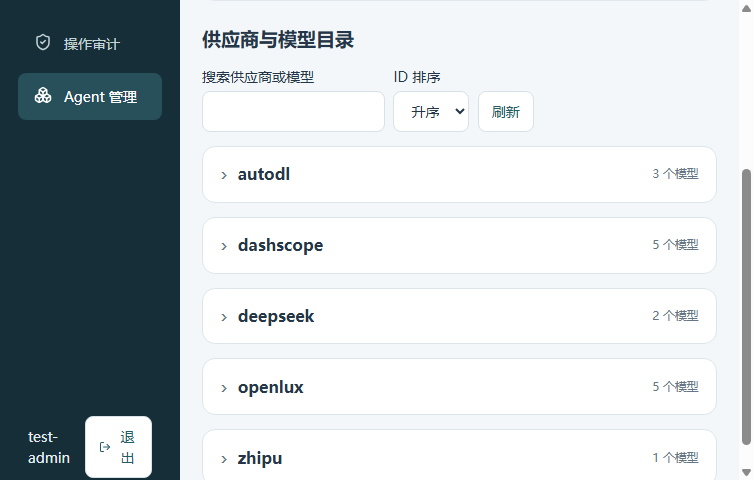 操作审计
Agent 管理
供应商与模型目录
搜索供应商或模型
ID 排序
升序
刷新
autodl
3 个模型
dashscope
5 个模型
deepseek
2 个模型
openlux
5 个模型
zhipu
1 个模型
test-
admin
退
出